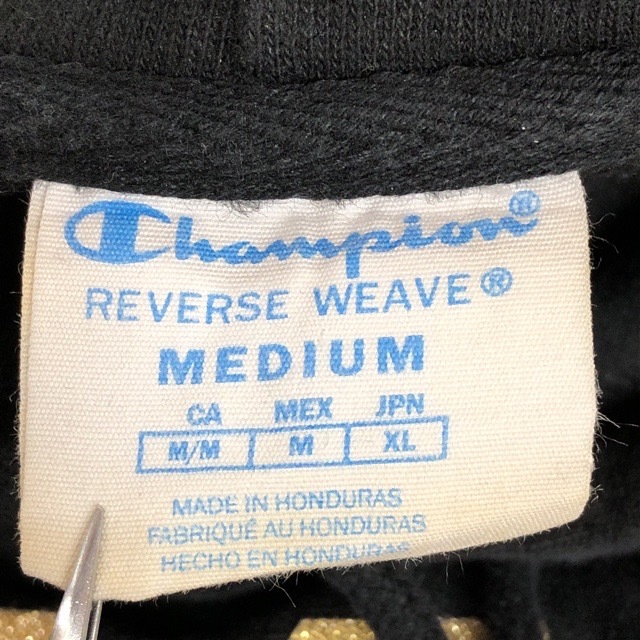 Champion®
REVERSE WEAVE®
MEDIUM
CA MEX JPN
M/M M XL
MADE IN HONDURAS
FABRIQUÉ AU HONDURAS
HECHO EN HONDURAS